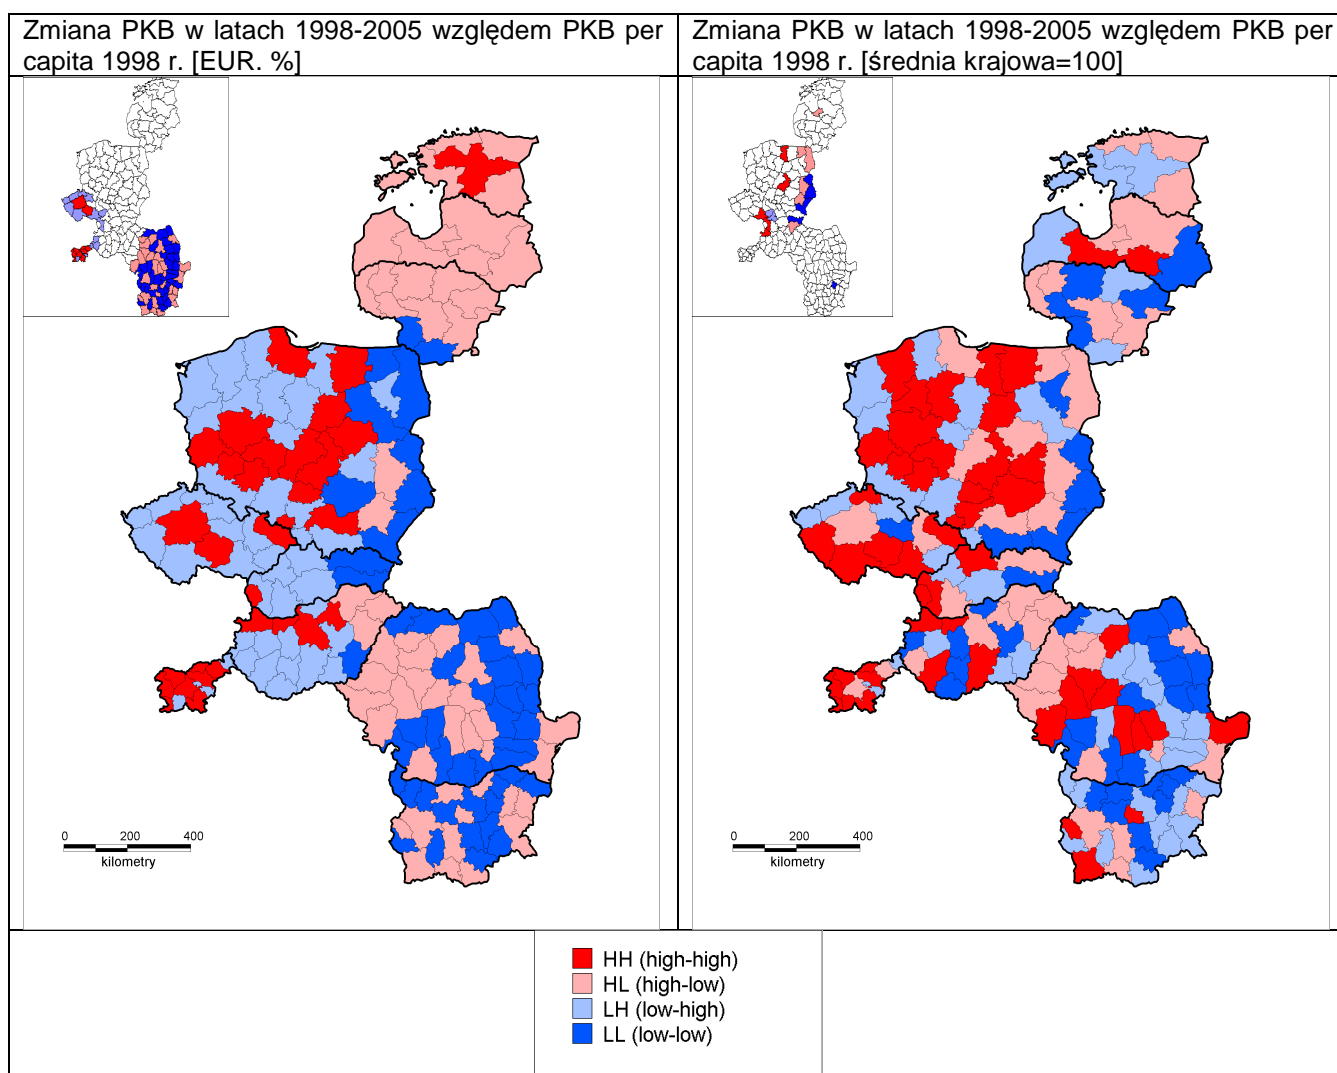 Zmiana PKB w latach 1998-2005 względem PKB per
capita 1998 r. [EUR. %]
Zmiana PKB w latach 1998-2005 względem PKB per
capita 1998 r. [średnia krajowa=100]
0 200 400
kilometry
0 200 400
kilometry
HH (high-high)
HL (high-low)
LH (low-high)
LL (low-low)